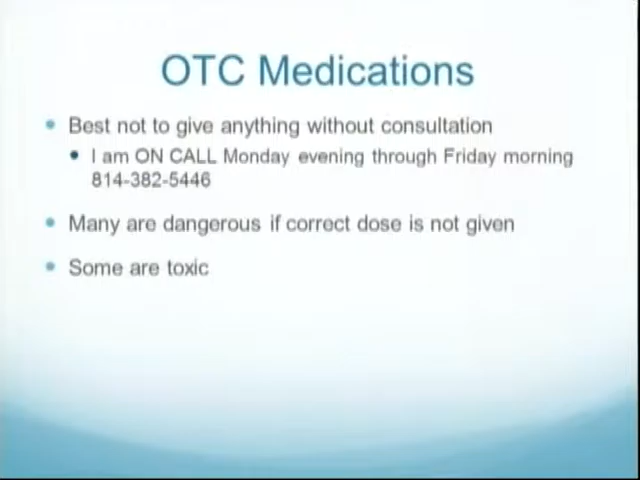 OTC Medications
Best not to give anything without consultation
I am ON CALL Monday evening through Friday morning
814-382-5446
Many are dangerous if correct dose is not given
Some are toxic